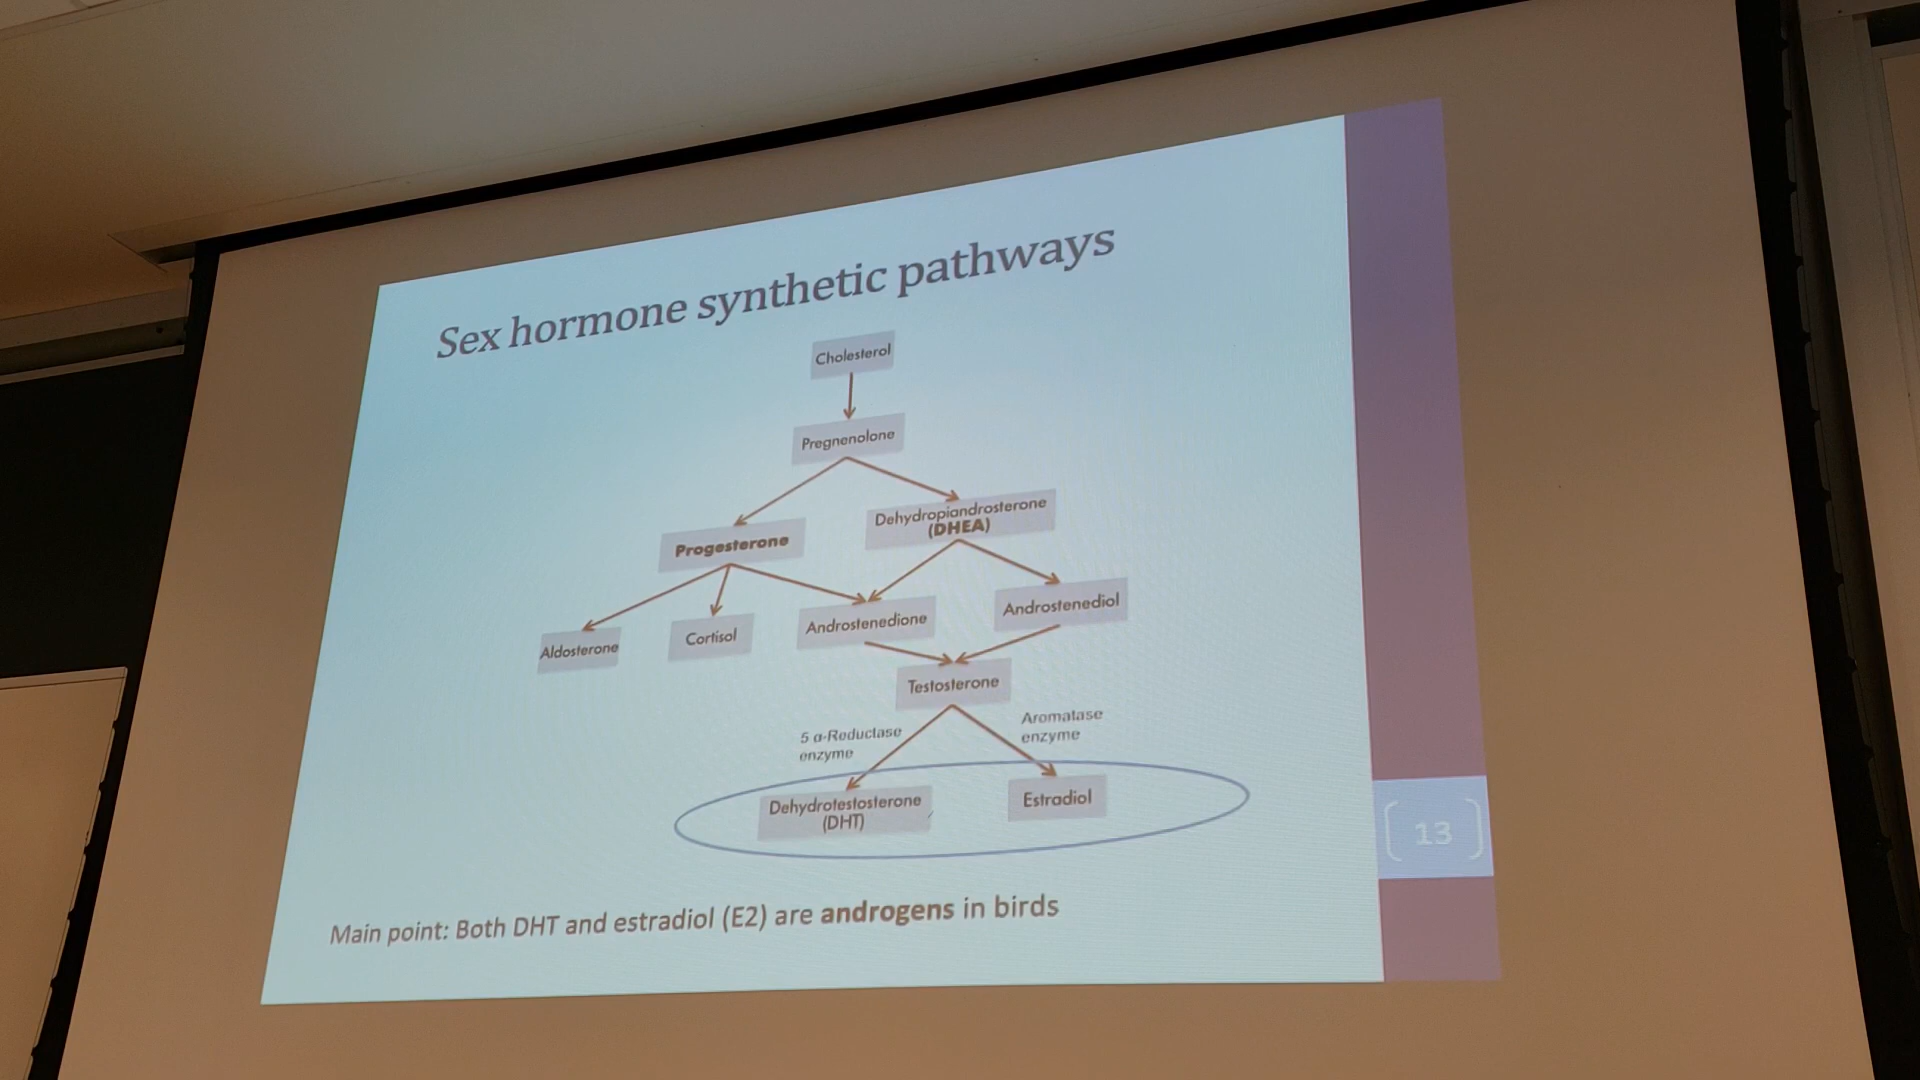 Sex hormone synthetic pathways
Cholesterol
Pregnenolone
Dehydropiandrosterone
(DHEA)
Progesterone
Androstenediol
Androstenedione
Cortisol
Aldosterone
Testosterone
5 α-Reductase
enzyme
Aromatase
enzyme
Dehydrotestosterone
(DHT)
Estradiol
13
Main point: Both DHT and estradiol (E2) are androgens in birds